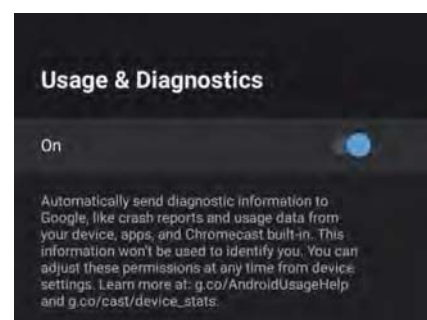 Usage & Diagnostics
On
Automatically send diagnostic information to
Google, like crash reports and usage data from
your device, apps, and Chromecast built-in. This
information won't be used to identify you. You can
adjust these permissions at any time from device
settings. Learn more at: g.co/AndroidUsageHelp
and g.co/cast/device_stats.